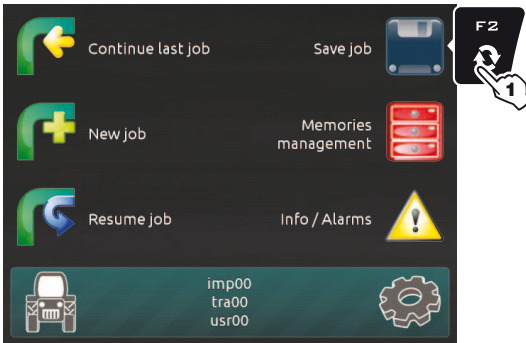 Continue last job
Save job
F2
1
New job
Memories
management
Resume job
Info / Alarms
imp00
tra00
usr00